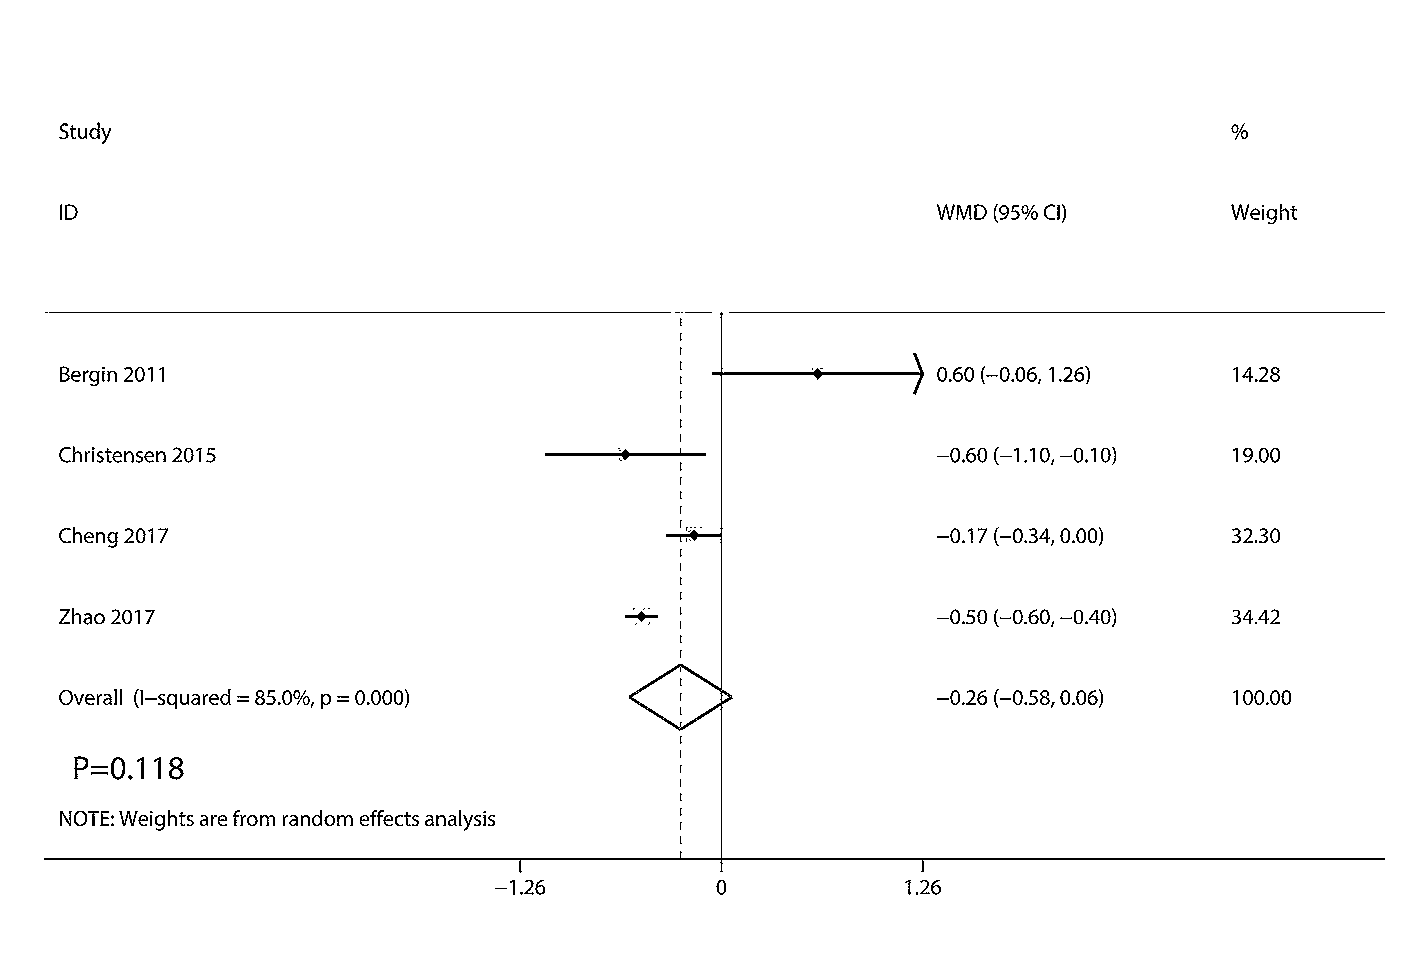 Study %
ID WMD (95% CI) Weight
Bergin 2011 0.60 (−0.06, 1.26) 14.28
Christensen 2015 −0.60 (−1.10, −0.10) 19.00
Cheng 2017 −0.17 (−0.34, 0.00) 32.30
Zhao 2017 −0.50 (−0.60, −0.40) 34.42
Overall (I−squared = 85.0%, p = 0.000) −0.26 (−0.58, 0.06) 100.00
P=0.118
NOTE: Weights are from random effects analysis
−1.26 0 1.26